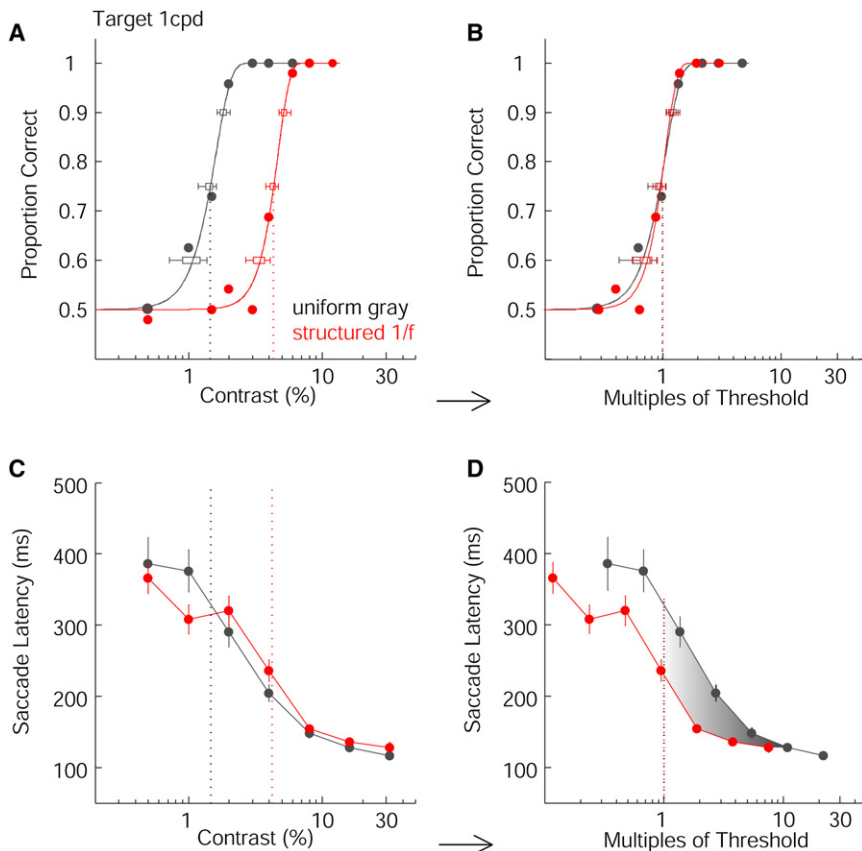 Target 1cpd
A
Proportion Correct
1
0.9
0.8
0.7
0.6
0.5
uniform gray
structured 1/f
1
10
30
Contrast (%)
B
Proportion Correct
1
0.9
0.8
0.7
0.6
0.5
1
10
30
Multiples of Threshold
C
Saccade Latency (ms)
500
400
300
200
100
1
10
30
Contrast (%)
D
Saccade Latency (ms)
500
400
300
200
100
1
10
30
Multiples of Threshold